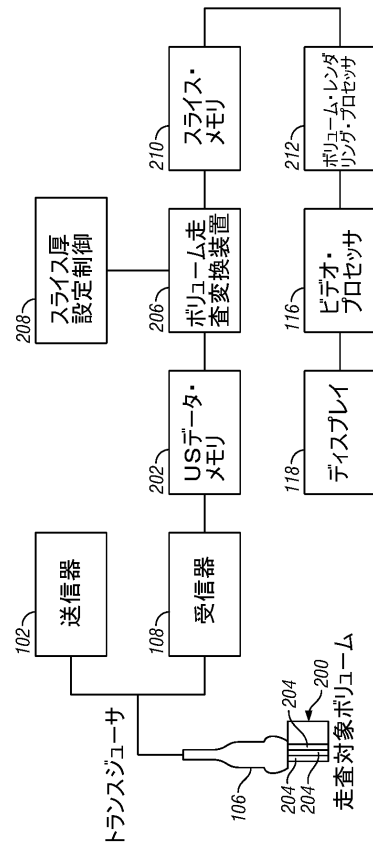 102
送信器
108
受信器
トランスジューサ
106
204
204
204
200
走査対象ボリューム
202
USデータ・
メモリ
208
スライス厚
設定制御
206
ボリューム走
査変換装置
210
スライス・
メモリ
212
ボリューム・レンダ
リング・プロセッサ
116
ビデオ・
プロセッサ
118
ディスプレイ